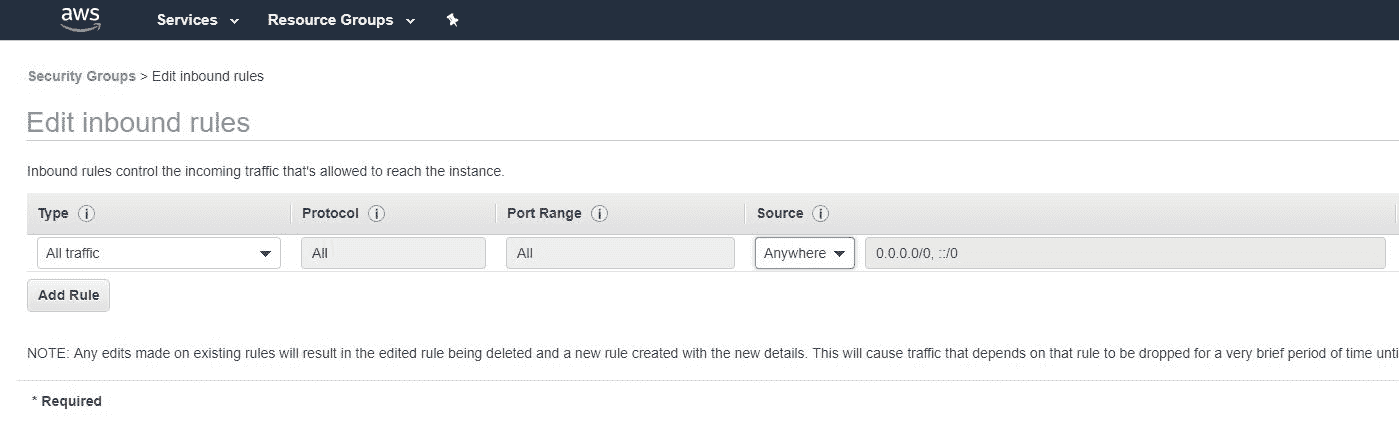 aws Services Resource Groups
Security Groups > Edit inbound rules
Edit inbound rules
Inbound rules control the incoming traffic that's allowed to reach the instance.
Type i Protocol i Port Range i Source i
All traffic All All Anywhere 0.0.0.0/0, ::/0
Add Rule
NOTE: Any edits made on existing rules will result in the edited rule being deleted and a new rule created with the new details. This will cause traffic that depends on that rule to be dropped for a very brief period of time unti
* Required